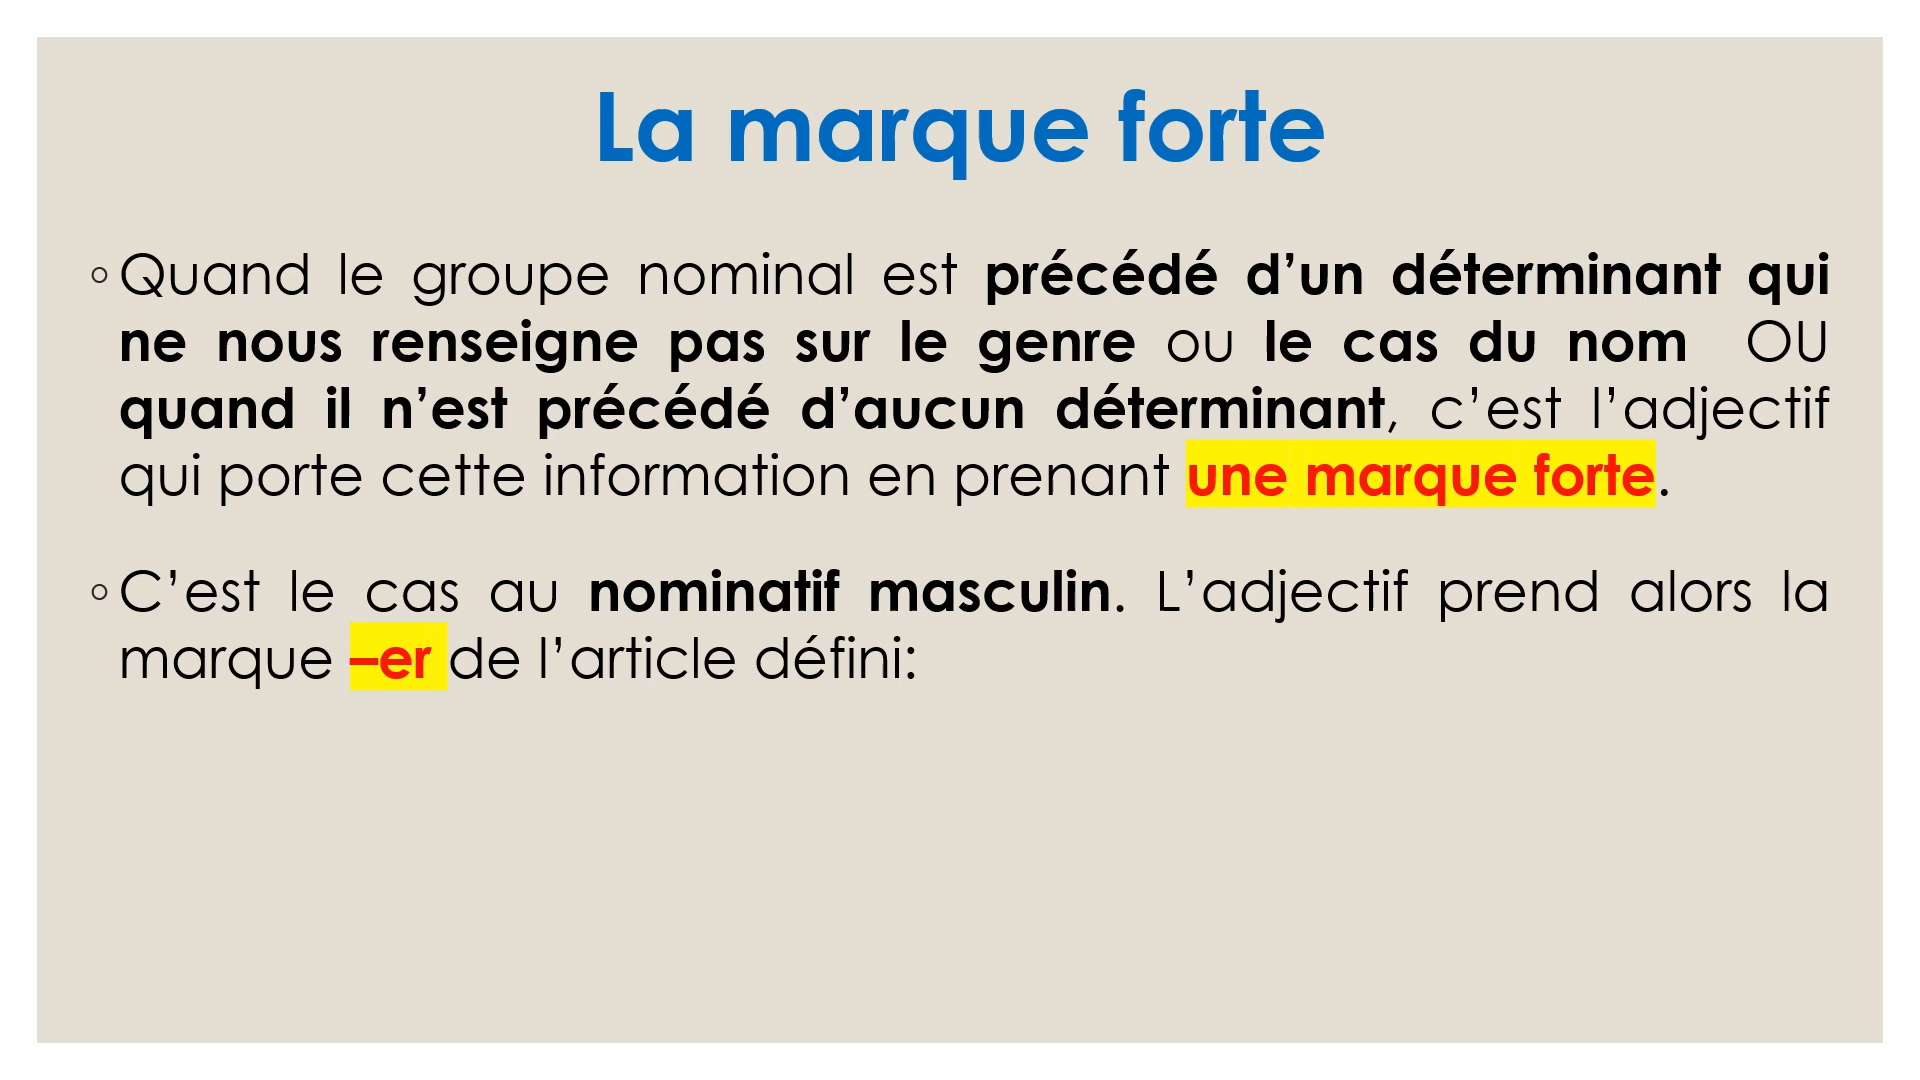 La marque forte
◦Quand le groupe nominal est précédé d’un déterminant qui
ne nous renseigne pas sur le genre ou le cas du nom OU
quand il n’est précédé d’aucun déterminant, c’est l’adjectif
qui porte cette information en prenant une marque forte.
◦C’est le cas au nominatif masculin. L’adjectif prend alors la
marque –er de l’article défini: